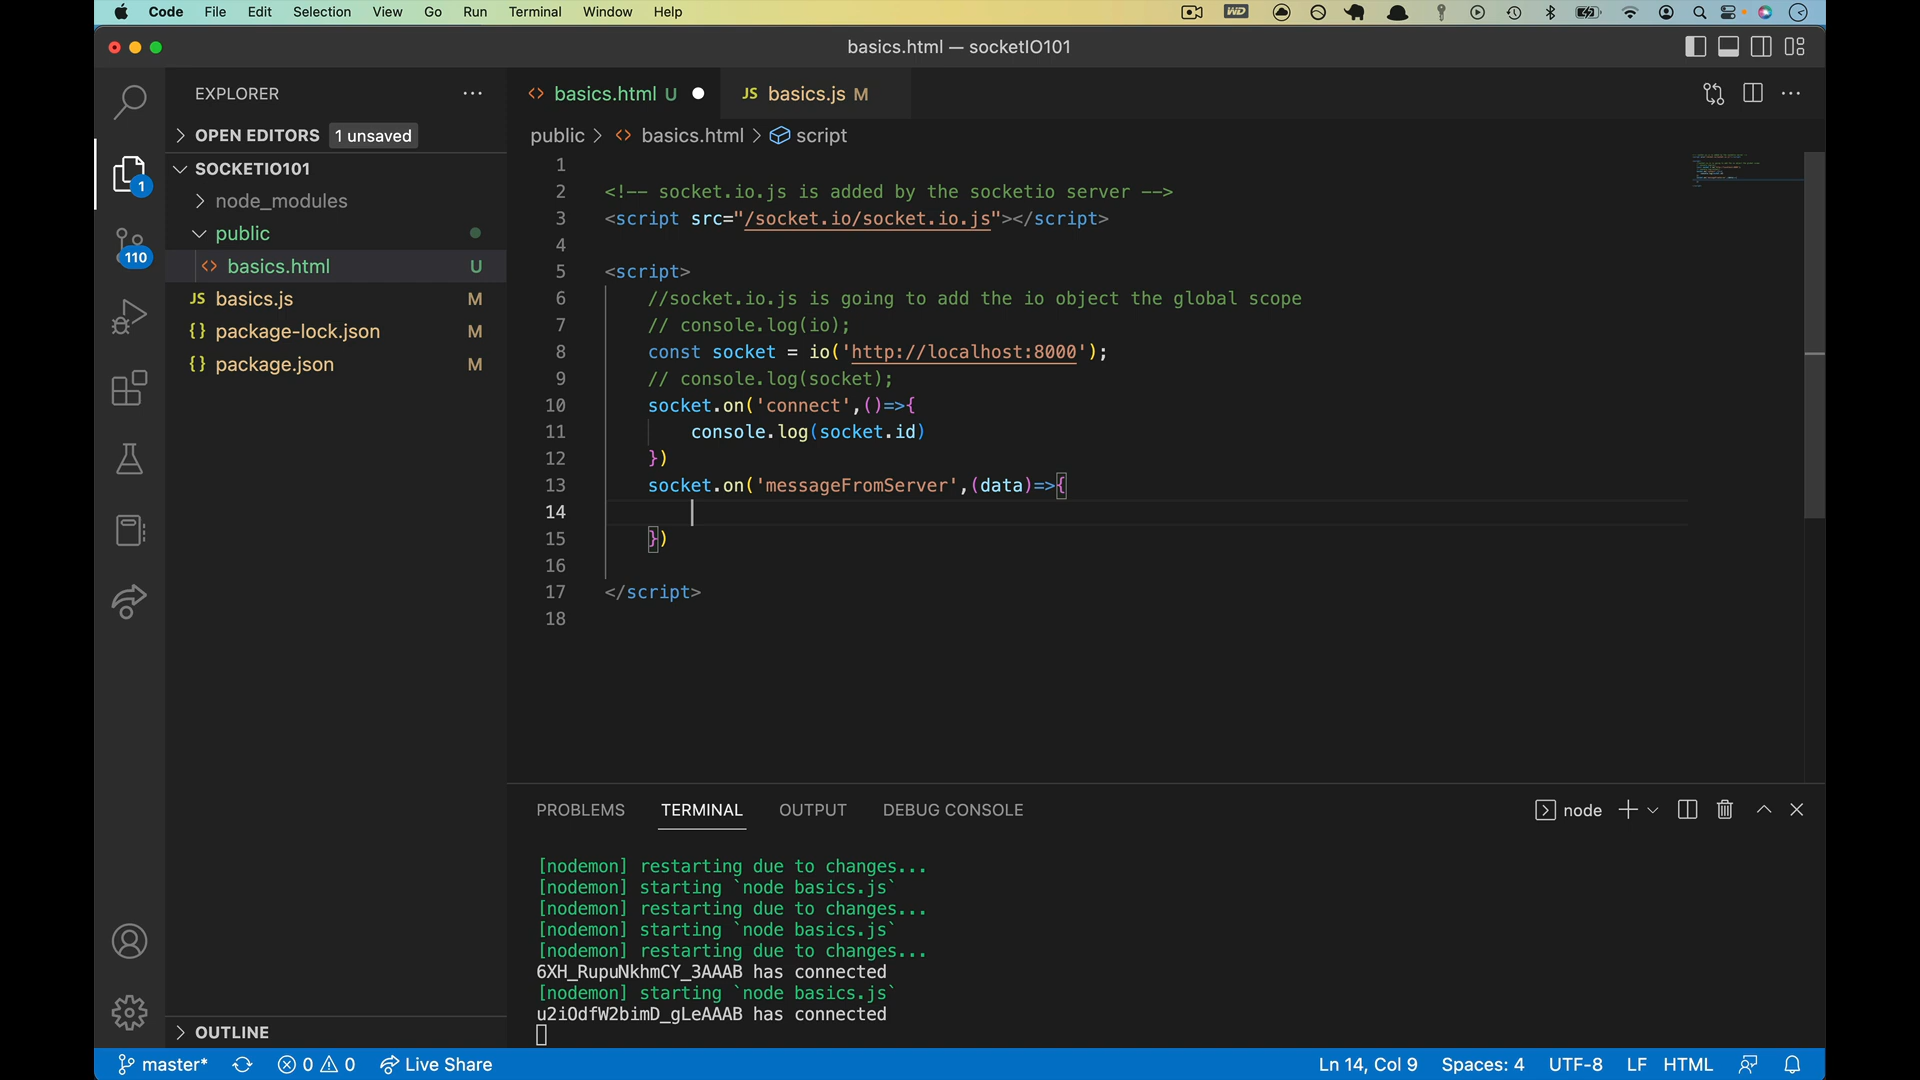 Code File Edit Selection View Go Run Terminal Window Help
WD
basics.html — socketIO101
EXPLORER
basics.html U
JS basics.js M
OPEN EDITORS 1 unsaved
public > basics.html > script
SOCKETIO101
node_modules
public
basics.html U
JS basics.js M
{} package-lock.json M
{} package.json M
1
110
1
2 <!-- socket.io.js is added by the socketio server -->
3 <script src="/socket.io/socket.io.js"></script>
4
5 <script>
6 //socket.io.js is going to add the io object the global scope
7 // console.log(io);
8 const socket = io('http://localhost:8000');
9 // console.log(socket);
10 socket.on('connect',()=>{
11 console.log(socket.id)
12 })
13 socket.on('messageFromServer',(data)=>{
14
15 })
16
17 </script>
18
PROBLEMS TERMINAL OUTPUT DEBUG CONSOLE
node
[nodemon] restarting due to changes...
[nodemon] starting `node basics.js`
[nodemon] restarting due to changes...
[nodemon] starting `node basics.js`
[nodemon] restarting due to changes...
6XH_RupuNkhmCY_3AAAB has connected
[nodemon] starting `node basics.js`
u2iOdfW2bimD_gLeAAAB has connected
OUTLINE
master* 0 0 Live Share
Ln 14, Col 9 Spaces: 4 UTF-8 LF HTML